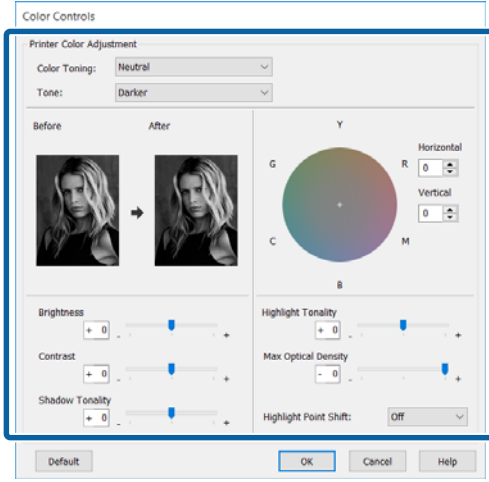 Color Controls
Printer Color Adjustment
Color Toning: Neutral
Tone: Darker
Before After
Y
G R
C M
B
Horizontal
0
Vertical
0
Brightness
+ 0 - +
Contrast
+ 0 - +
Shadow Tonality
+ 0 - +
Highlight Tonality
+ 0 - +
Max Optical Density
- 0 - +
Highlight Point Shift: Off
Default OK Cancel Help